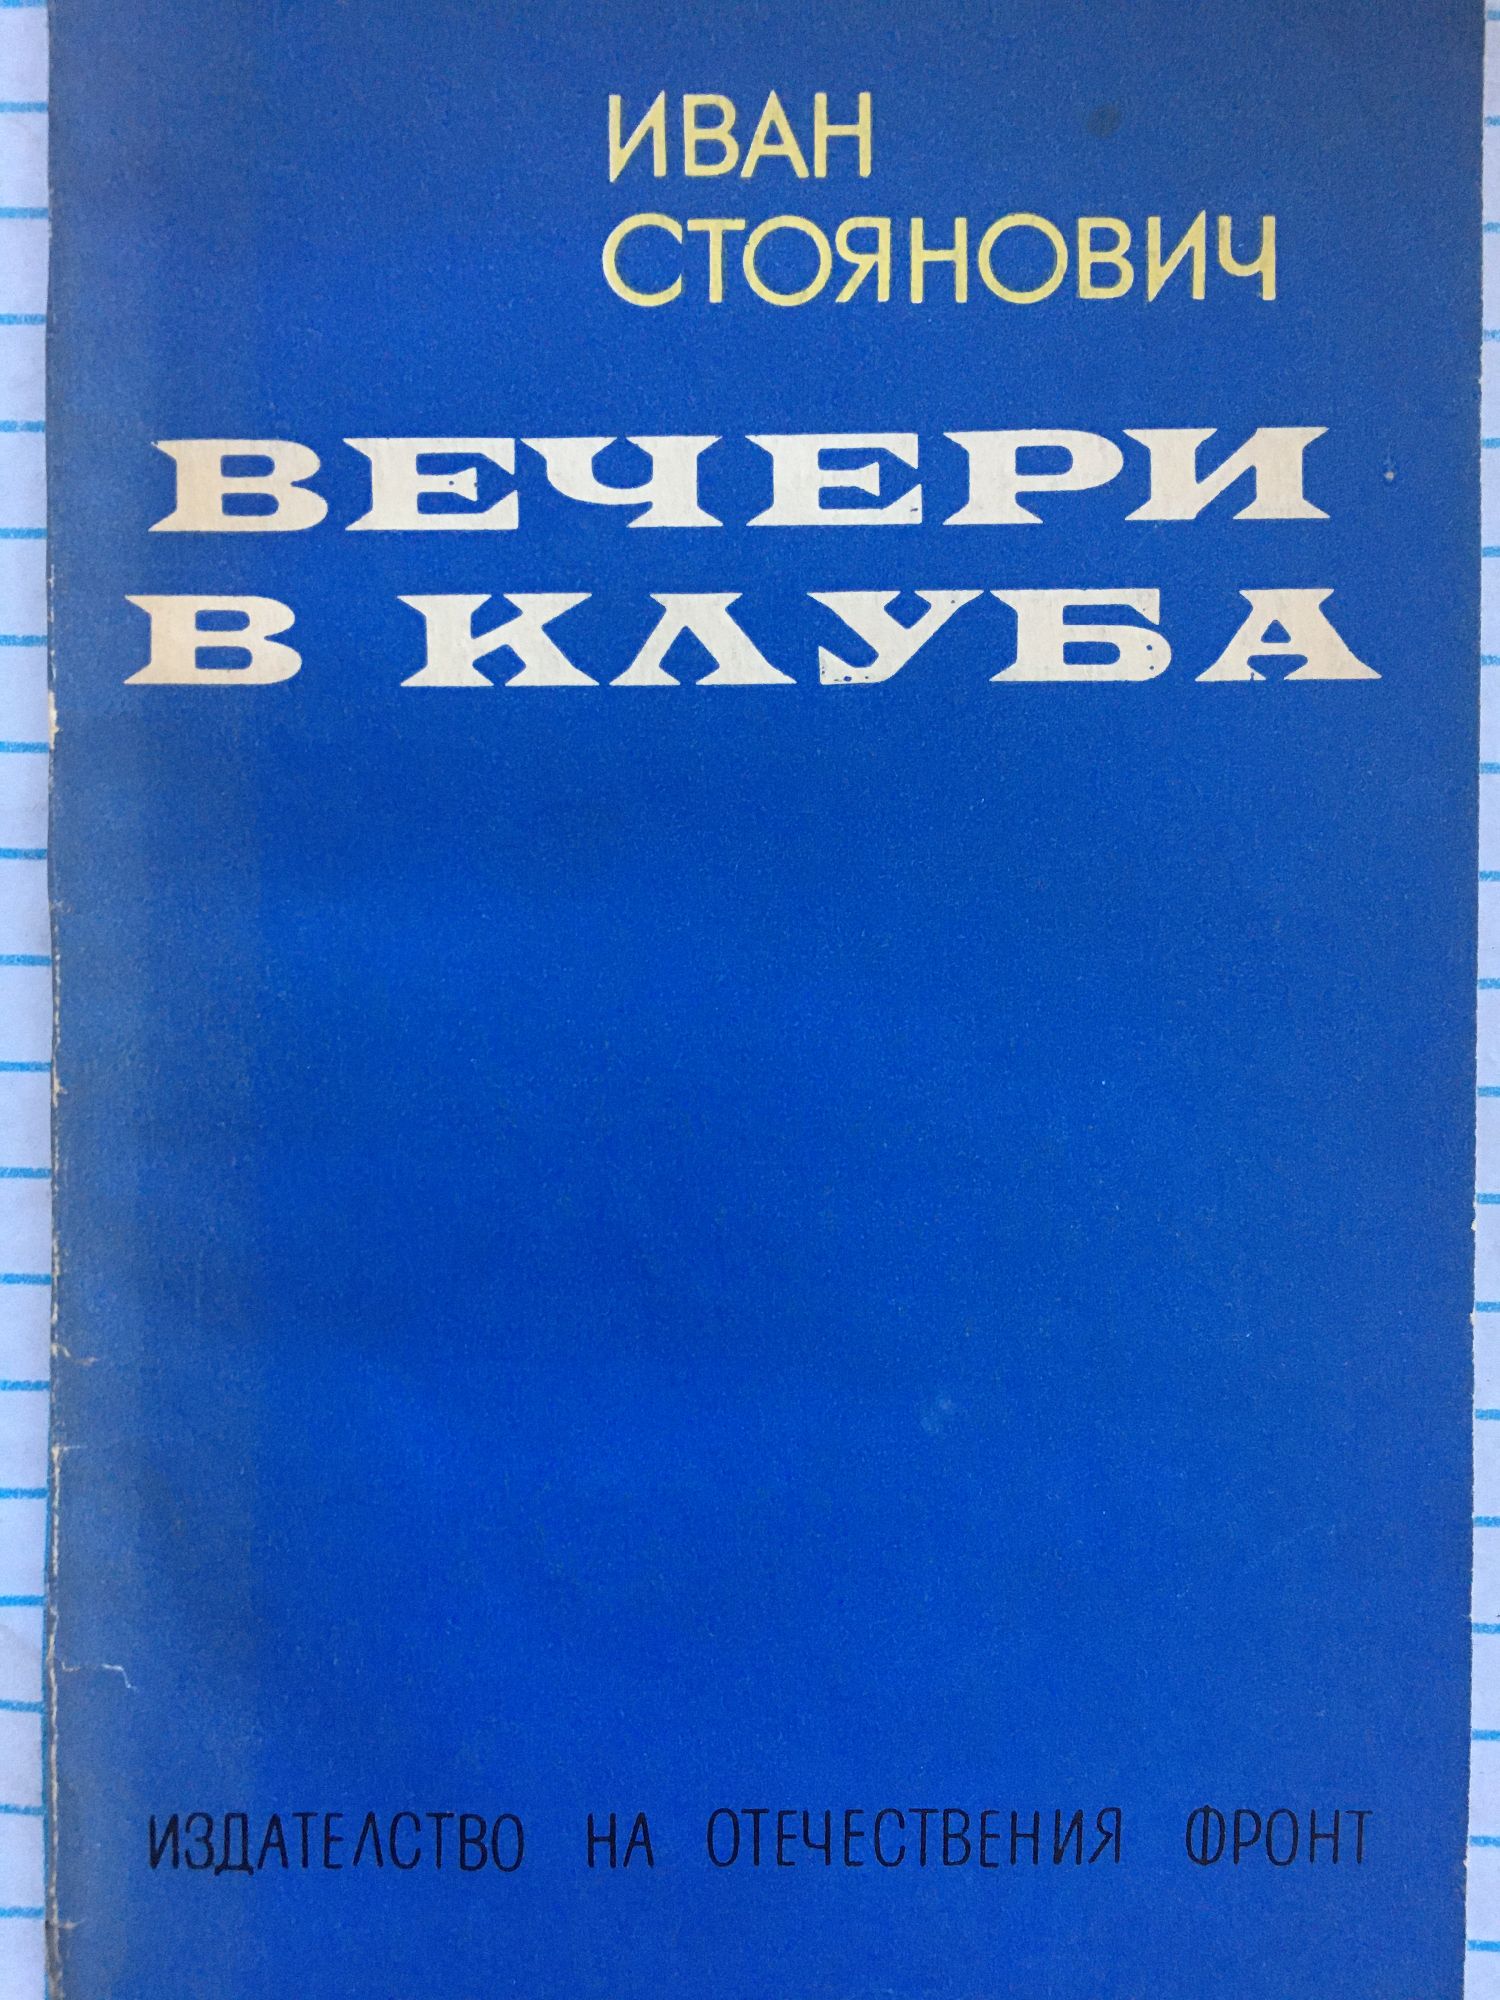 ИВАН
СТОЯНОВИЧ
ВЕЧЕРИ
В КЛУБА
ИЗДАТЕЛСТВО НА ОТЕЧЕСТВЕНИЯ ФРОНТ